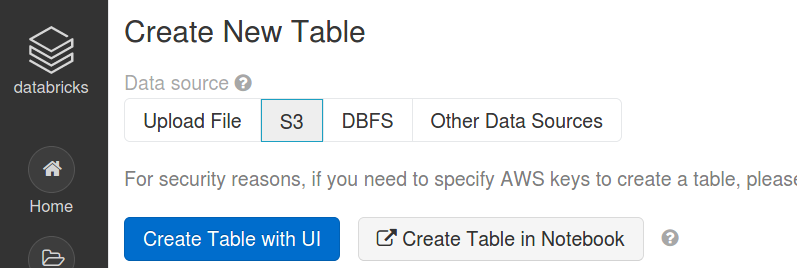 Create New Table
databricks
Data source
Upload File S3 DBFS Other Data Sources
For security reasons, if you need to specify AWS keys to create a table,
Home
Create Table with UI Create Table in Notebook